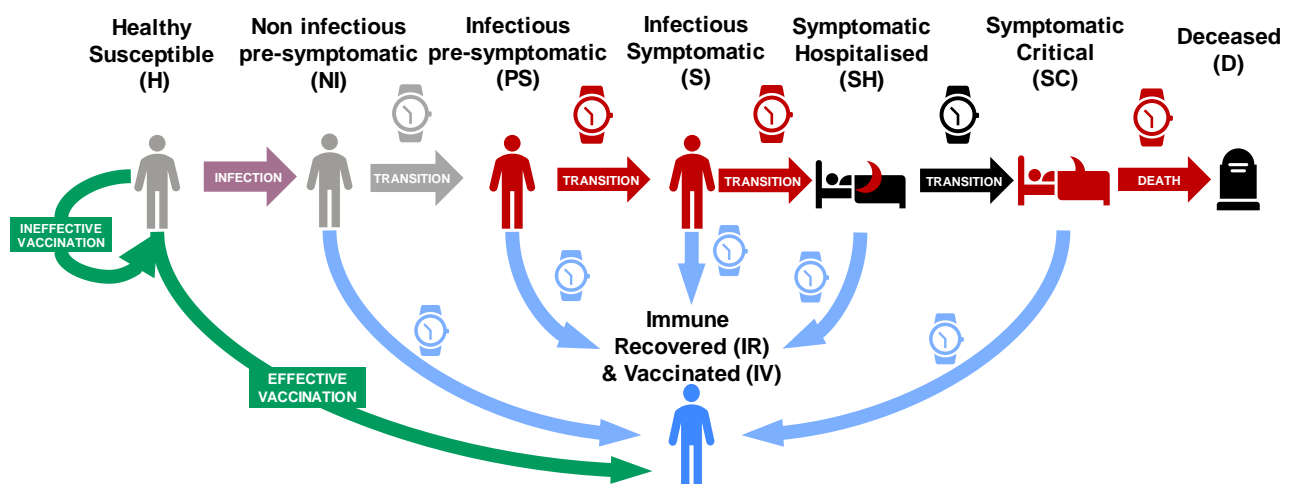 Healthy
Susceptible
(H)
Non infectious
pre-symptomatic
(NI)
Infectious
pre-symptomatic
(PS)
Infectious
Symptomatic
(S)
Symptomatic
Hospitalised
(SH)
Symptomatic
Critical
(SC)
Deceased
(D)
INFECTION
TRANSITION
TRANSITION
TRANSITION
TRANSITION
DEATH
INEFFECTIVE
VACCINATION
EFFECTIVE
VACCINATION
Immune
Recovered (IR)
& Vaccinated (IV)